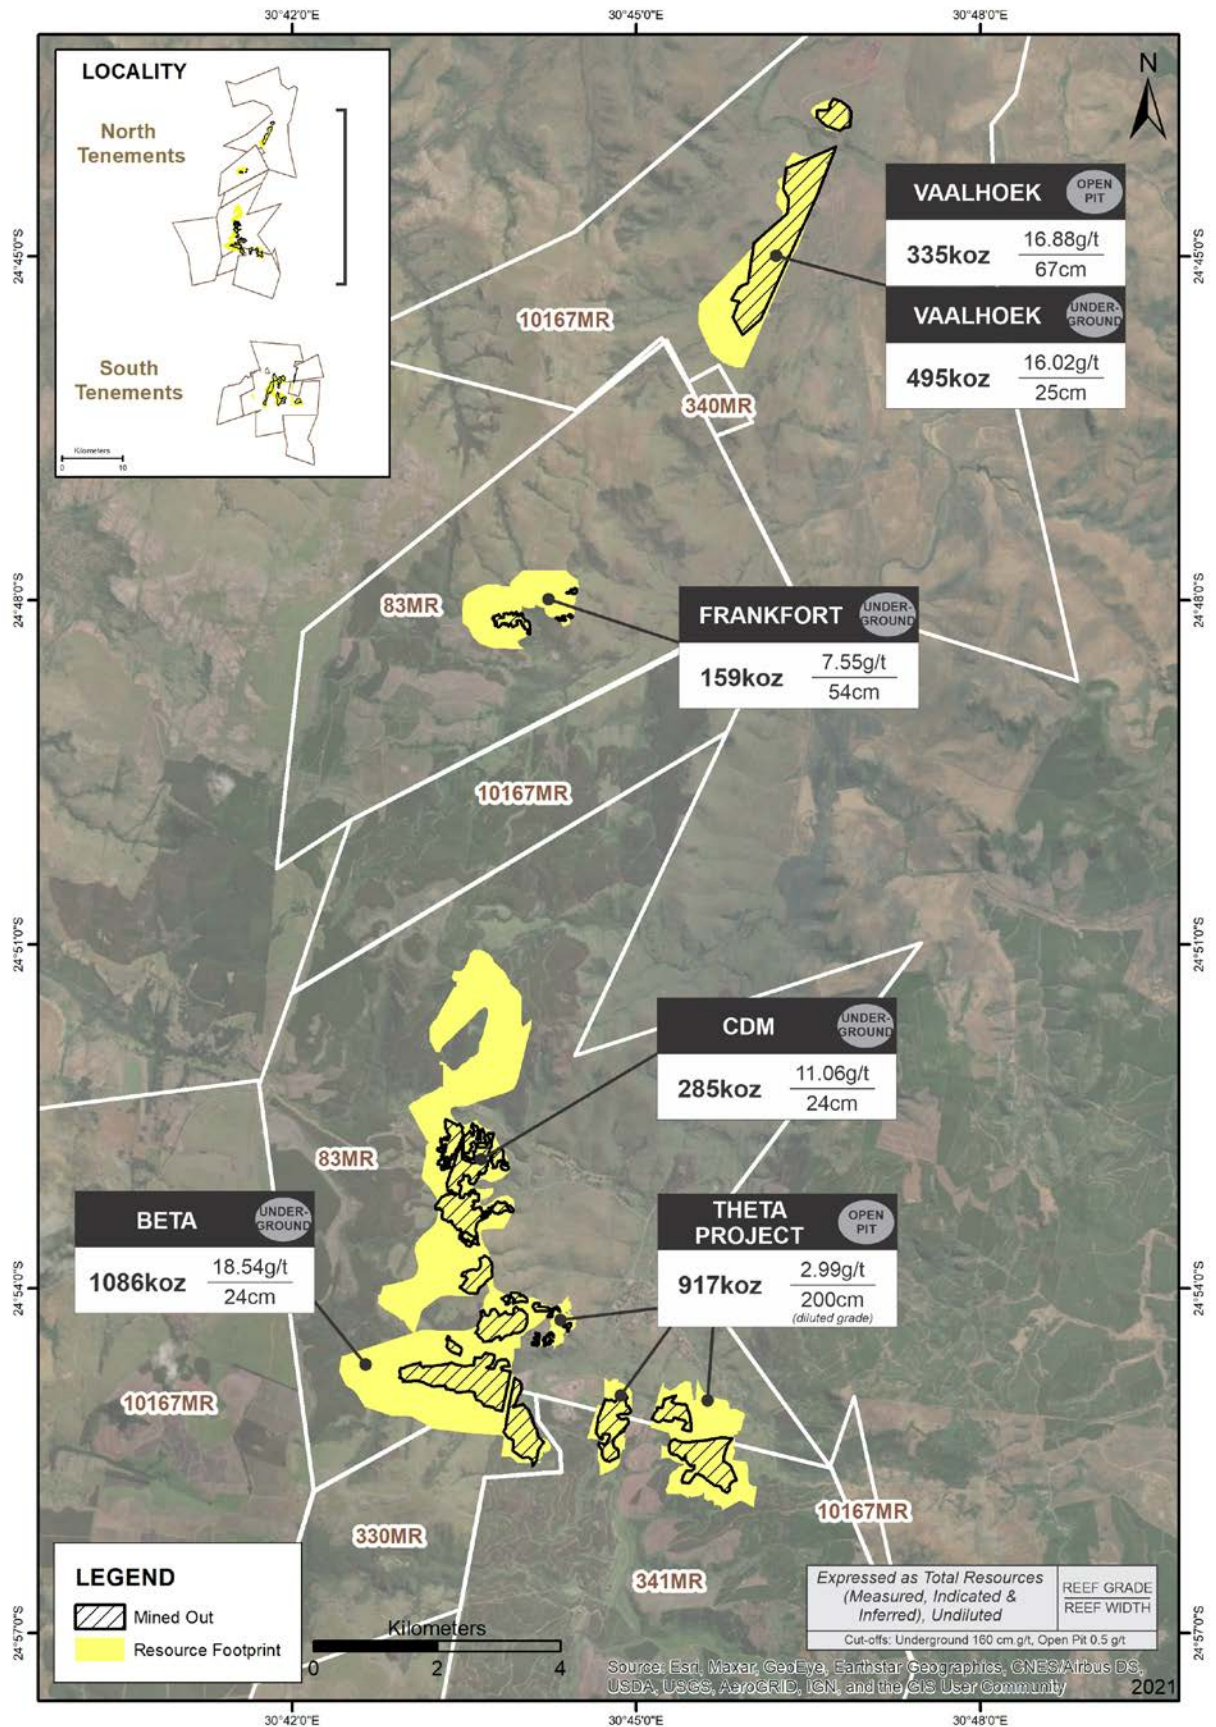 30°42'0"E
30°45'0"E
30°48'0"E
LOCALITY
North
Tenements
South
Tenements
Kilometers
0 10
N
24°45'0"S
24°45'0"S
VAALHOEK
OPEN
PIT
335koz
16.88g/t
67cm
VAALHOEK
UNDER-
GROUND
495koz
16.02g/t
25cm
10167MR
340MR
24°48'0"S
24°48'0"S
83MR
FRANKFORT
UNDER-
GROUND
159koz
7.55g/t
54cm
10167MR
24°51'0"S
24°51'0"S
CDM
UNDER-
GROUND
285koz
11.06g/t
24cm
83MR
BETA
UNDER-
GROUND
1086koz
18.54g/t
24cm
THETA
PROJECT
OPEN
PIT
917koz
2.99g/t
200cm
(diluted grade)
24°54'0"S
24°54'0"S
10167MR
10167MR
330MR
341MR
LEGEND
Mined Out
Resource Footprint
Kilometers
0 2 4
Expressed as Total Resources
(Measured, Indicated &
Inferred), Undiluted
REEF GRADE
REEF WIDTH
Cut-offs: Underground 160 cm.g/t, Open Pit 0.5 g/t
24°57'0"S
24°57'0"S
Source: Esri, Maxar, GeoEye, Earthstar Geographics, CNES/Airbus DS,
USDA, USGS, AeroGRID, IGN, and the GIS User Community
2021
30°42'0"E
30°45'0"E
30°48'0"E